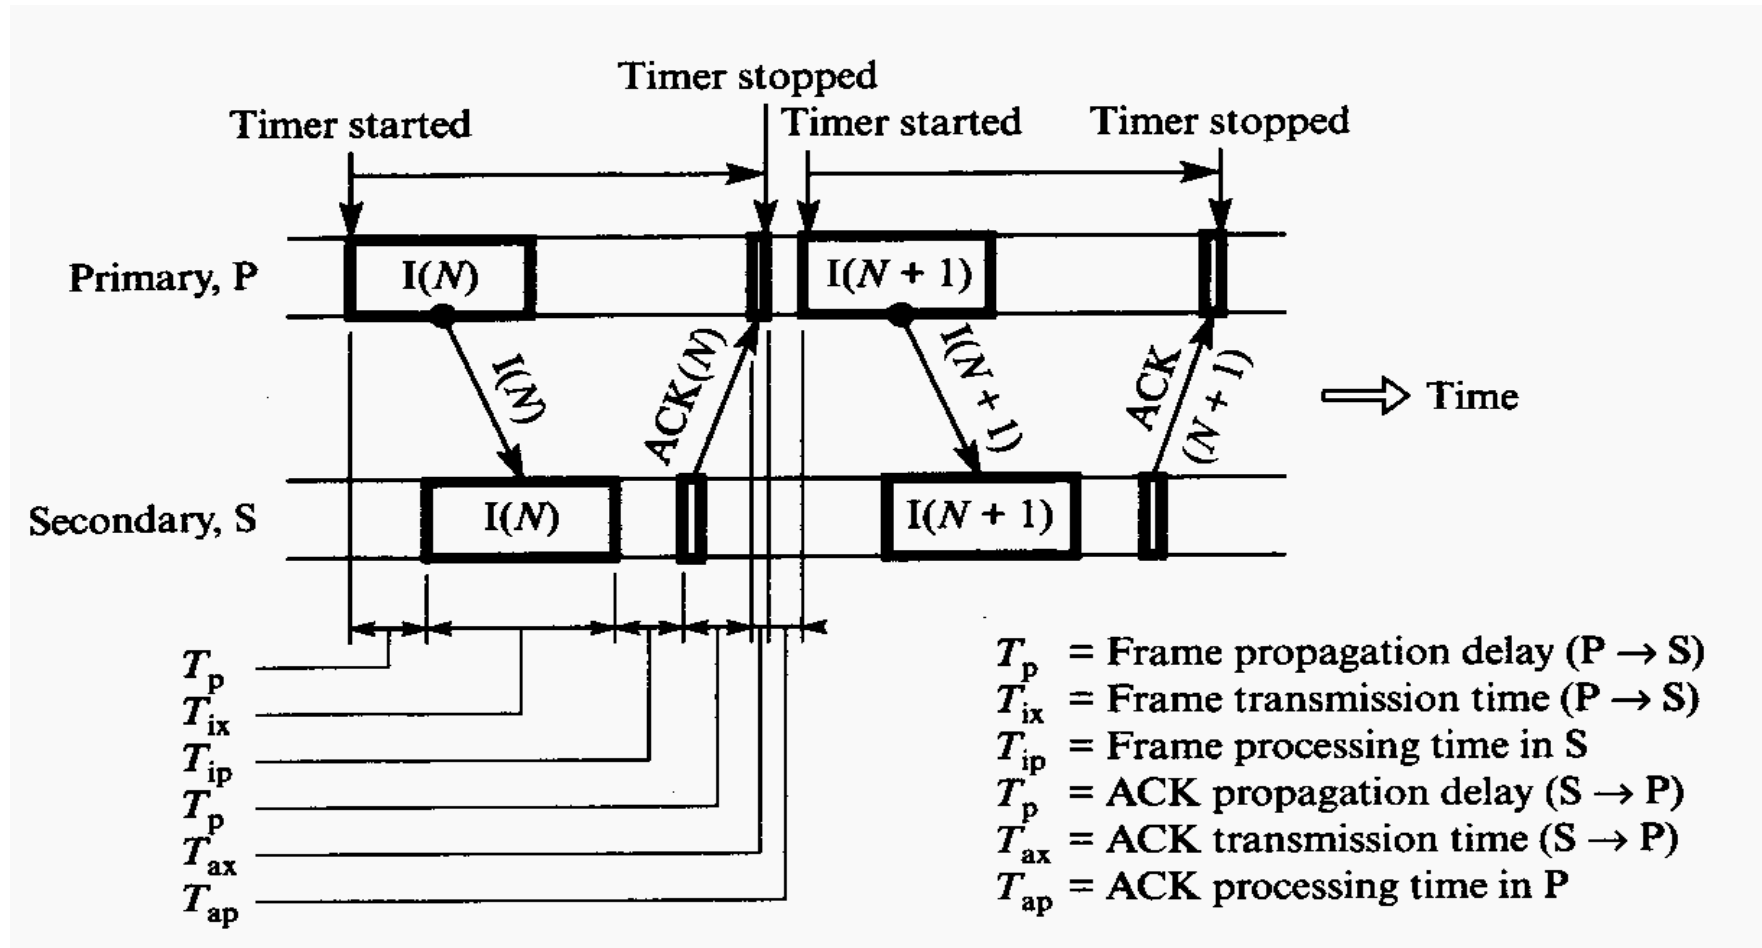 Timer stopped
Timer started
Timer started
Timer stopped
Primary, P
I(N)
I(N + 1)
I(N)
ACK(N)
I(N + 1)
ACK
(N + 1)
Time
Secondary, S
I(N)
I(N + 1)
Tp
Tix
Tip
Tp
Tax
Tap
Tp = Frame propagation delay (P → S)
Tix = Frame transmission time (P → S)
Tip = Frame processing time in S
Tp = ACK propagation delay (S → P)
Tax = ACK transmission time (S → P)
Tap = ACK processing time in P